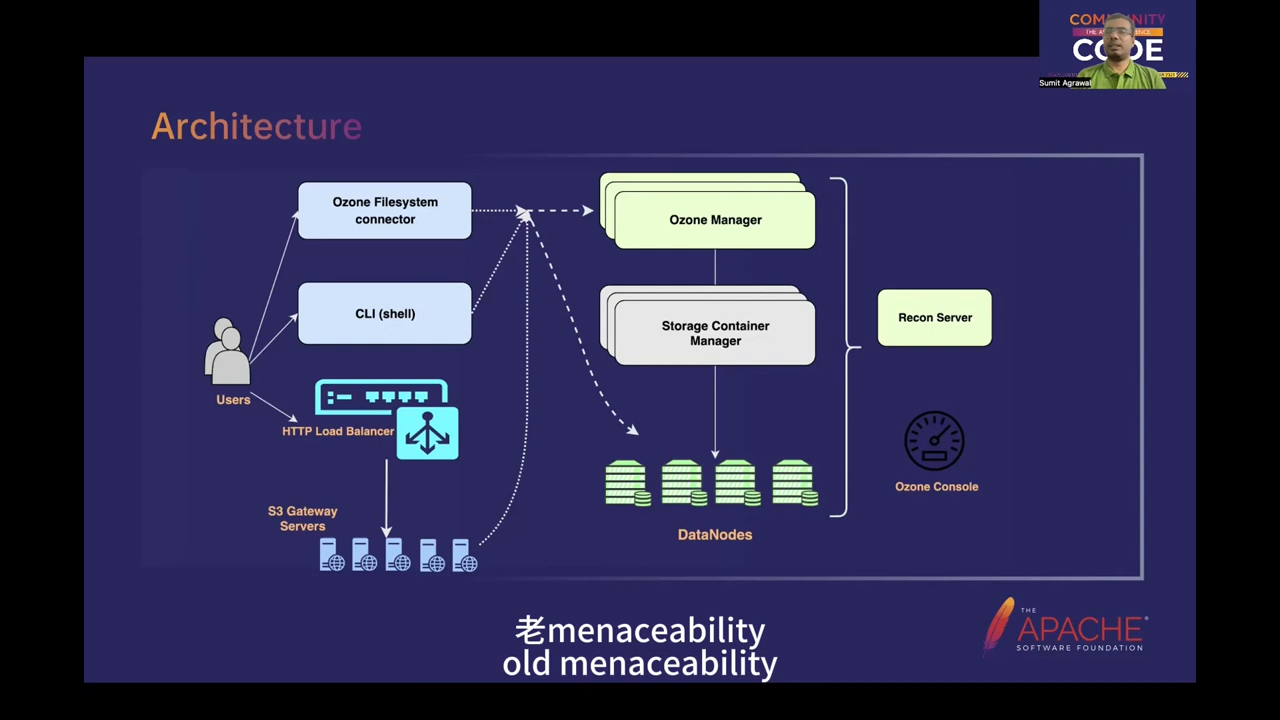 COMMUNITY
CODE
Sumit Agrawal
Architecture
Ozone Filesystem
connector
Ozone Manager
CLI (shell)
Storage Container
Manager
Recon Server
Users
HTTP Load Balancer
Ozone Console
S3 Gateway
Servers
DataNodes
老menaceability
old menaceability
THE
APACHE®
SOFTWARE FOUNDATION